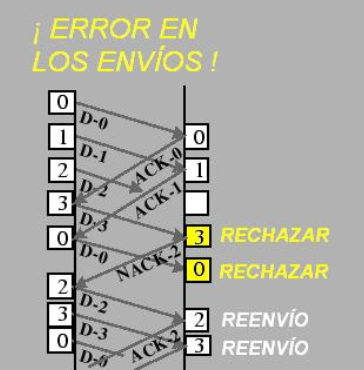 ¡ ERROR EN
LOS ENVÍOS !
0
D-0
0
1
D-1
ACK-0
1
2
D-2
ACK-1
3
D-3
3 RECHAZAR
0
D-0
NACK-2
0 RECHAZAR
2
D-2
2 REENVÍO
3
D-3
ACK-2
3 REENVÍO
0
D-0